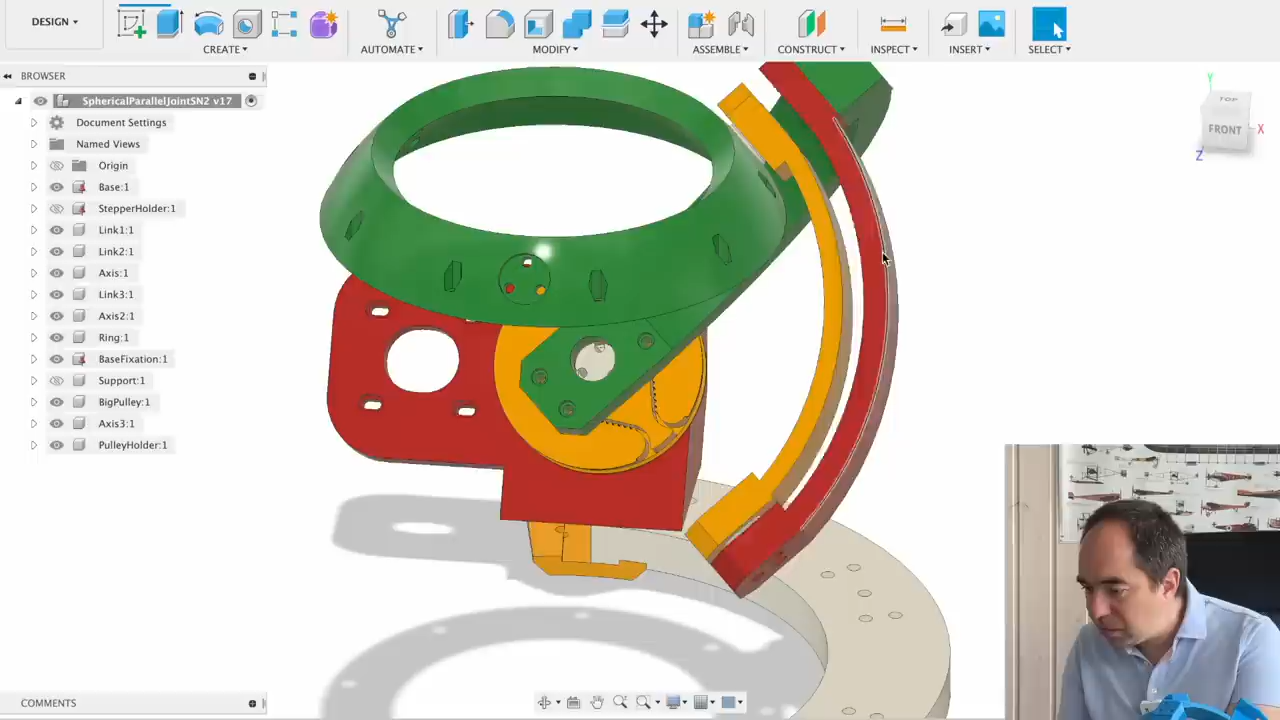 DESIGN
CREATE
AUTOMATE
MODIFY
ASSEMBLE
CONSTRUCT
INSPECT
INSERT
SELECT
BROWSER
SphericalParallelJointSN2 v17
Document Settings
Named Views
Origin
Base:1
StepperHolder:1
Link1:1
Link2:1
Axis:1
Link3:1
Axis2:1
Ring:1
BaseFixation:1
Support:1
BigPulley:1
Axis3:1
PulleyHolder:1
Y
TOP
FRONT
X
Z
COMMENTS